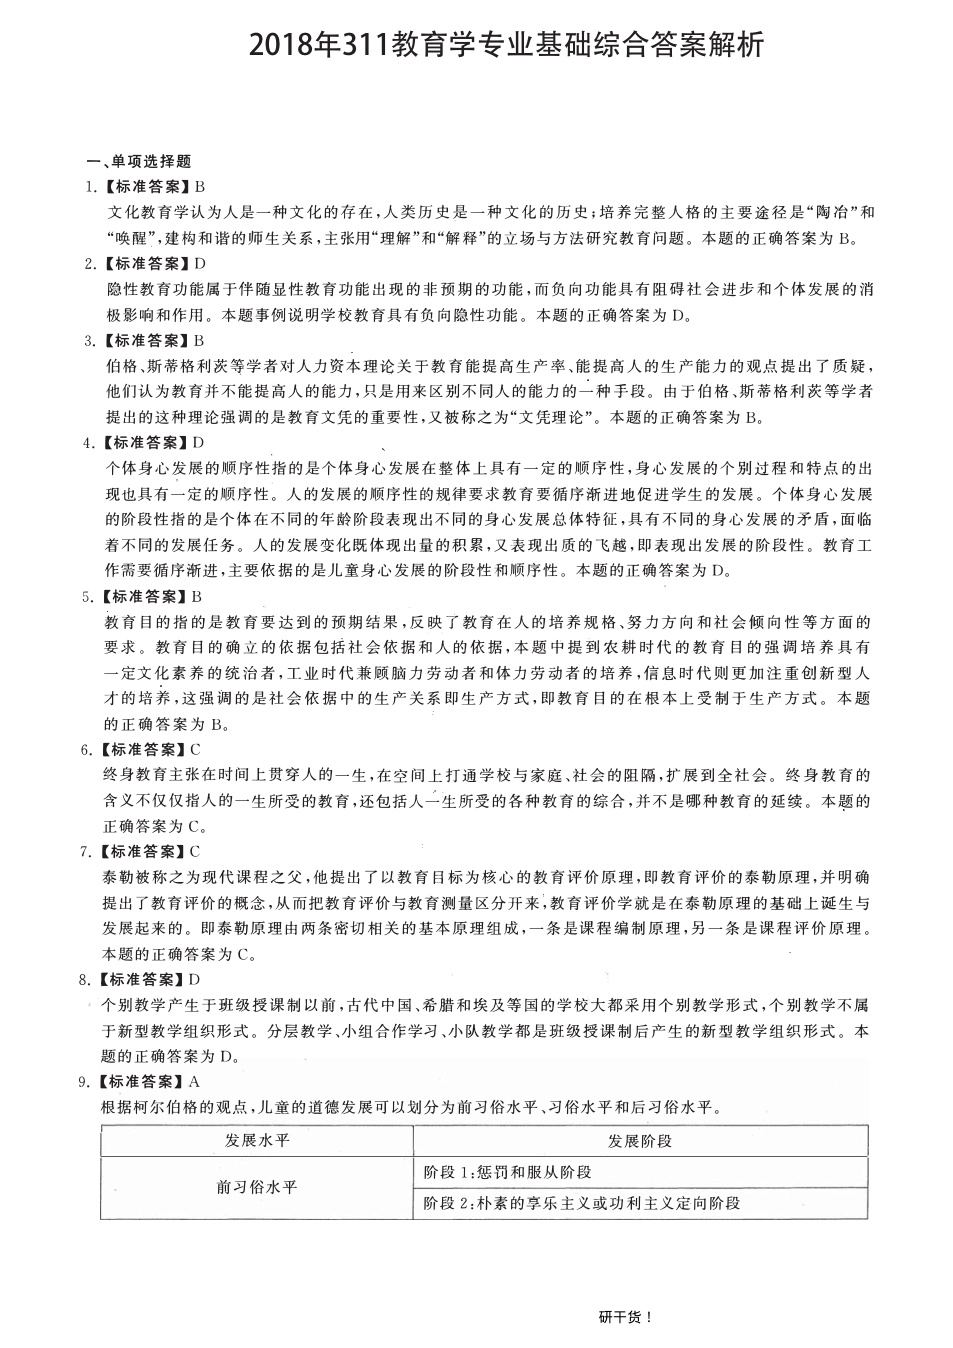 2018年311教育学专业基础综合答案解析
一、单项选择题
1.【标准答案】B
文化教育学认为人是一种文化的存在,人类历史是一种文化的历史;培养完整人格的主要途径是“陶冶”和
“唤醒”,建构和谐的师生关系,主张用“理解”和“解释”的立场与方法研究教育问题。本题的正确答案为 B。
2.【标准答案】D
隐性教育功能属于伴随显性教育功能出现的非预期的功能,而负向功能具有阻碍社会进步和个体发展的消
极影响和作用。本题事例说明学校教育具有负向隐性功能。本题的正确答案为 D。
3.【标准答案】B
伯格、斯蒂格利茨等学者对人力资本理论关于教育能提高生产率、能提高人的生产能力的观点提出了质疑,
他们认为教育并不能提高人的能力,只是用来区别不同人的能力的一种手段。由于伯格、斯蒂格利茨等学者
提出的这种理论强调的是教育文凭的重要性,又被称之为“文凭理论”。本题的正确答案为 B。
4.【标准答案】D
个体身心发展的顺序性指的是个体身心发展在整体上具有一定的顺序性,身心发展的个别过程和特点的出
现也具有一定的顺序性。人的发展的顺序性的规律要求教育要循序渐进地促进学生的发展。个体身心发展
的阶段性指的是个体在不同的年龄阶段表现出不同的身心发展总体特征,具有不同的身心发展的矛盾,面临
着不同的发展任务。人的发展变化既体现出量的积累,又表现出质的飞越,即表现出发展的阶段性。教育工
作需要循序渐进,主要依据的是儿童身心发展的阶段性和顺序性。本题的正确答案为 D。
5.【标准答案】B
教育目的指的是教育要达到的预期结果,反映了教育在人的培养规格、努力方向和社会倾向性等方面的
要求。教育目的确立的依据包括社会依据和人的依据,本题中提到农耕时代的教育目的强调培养具有
一定文化素养的统治者,工业时代兼顾脑力劳动者和体力劳动者的培养,信息时代则更加注重创新型人
才的培养,这强调的是社会依据中的生产关系即生产方式,即教育目的在根本上受制于生产方式。本题
的正确答案为 B。
6.【标准答案】C
终身教育主张在时间上贯穿人的一生,在空间上打通学校与家庭、社会的阻隔,扩展到全社会。终身教育的
含义不仅仅指人的一生所受的教育,还包括人一生所受的各种教育的综合,并不是哪种教育的延续。本题的
正确答案为 C。
7.【标准答案】C
泰勒被称之为现代课程之父,他提出了以教育目标为核心的教育评价原理,即教育评价的泰勒原理,并明确
提出了教育评价的概念,从而把教育评价与教育测量区分开来,教育评价学就是在泰勒原理的基础上诞生与
发展起来的。即泰勒原理由两条密切相关的基本原理组成,一条是课程编制原理,另一条是课程评价原理。
本题的正确答案为 C。
8.【标准答案】D
个别教学产生于班级授课制以前,古代中国、希腊和埃及等国的学校大都采用个别教学形式,个别教学不属
于新型教学组织形式。分层教学、小组合作学习、小队教学都是班级授课制后产生的新型教学组织形式。本
题的正确答案为 D。
9.【标准答案】A
根据柯尔伯格的观点,儿童的道德发展可以划分为前习俗水平、习俗水平和后习俗水平。
发展水平 发展阶段
前习俗水平
阶段 1:惩罚和服从阶段
阶段 2:朴素的享乐主义或功利主义定向阶段
研干货！